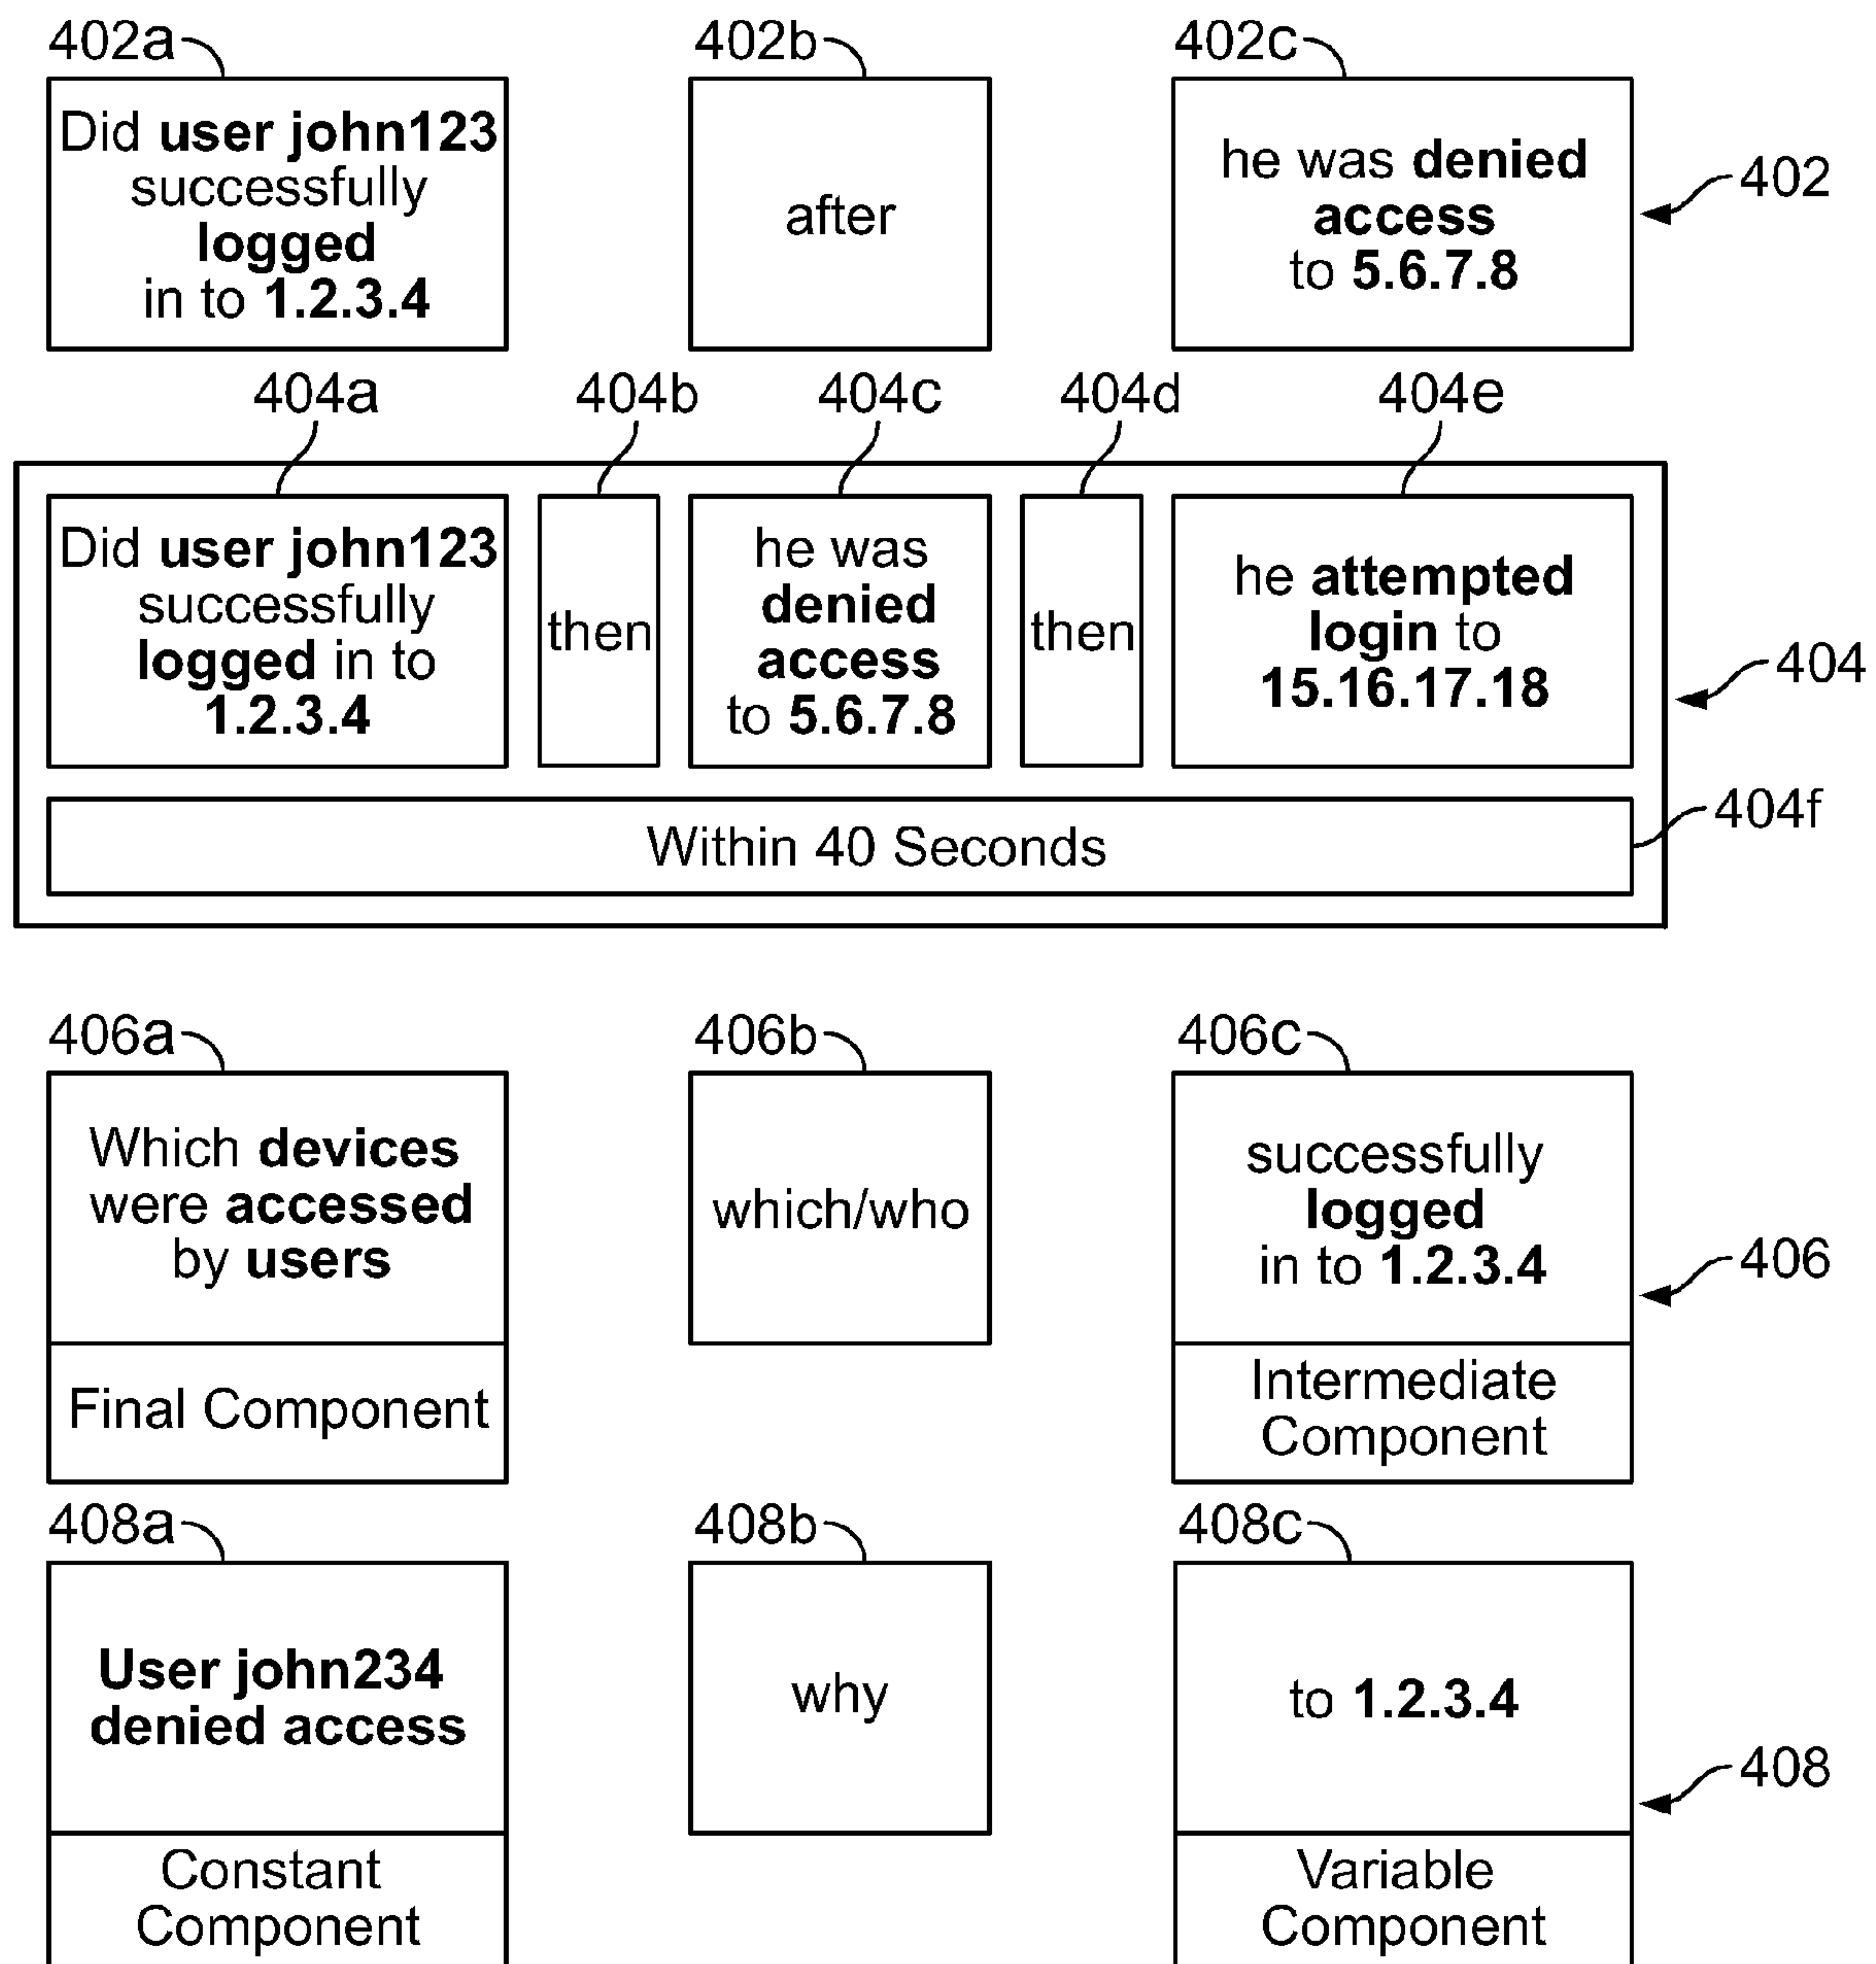 402a
402b
402c
Did user john123
successfully
logged
in to 1.2.3.4
after
he was denied
access
to 5.6.7.8
402
404a
404b
404c
404d
404e
Did user john123
successfully
logged in to
1.2.3.4
then
he was
denied
access
to 5.6.7.8
then
he attempted
login to
15.16.17.18
404
Within 40 Seconds
404f
406a
406b
406c
Which devices
were accessed
by users
Final Component
which/who
successfully
logged
in to 1.2.3.4
Intermediate
Component
406
408a
408b
408c
User john234
denied access
Constant
Component
why
to 1.2.3.4
Variable
Component
408